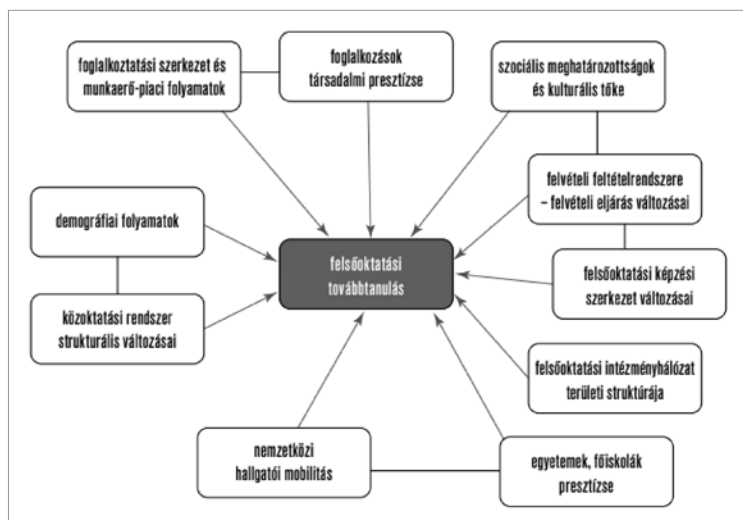 foglalkoztatási szerkezet és
munkaerő-piaci folyamatok
foglalkozások
társadalmi presztízse
szociális meghatározottságok
és kulturális tőke
felvételi feltételrendszere
– felvételi eljárás változásai
demográfiai folyamatok
felsőoktatási
továbbtanulás
felsőoktatási képzési
szerkezet változásai
közoktatási rendszer
strukturális változásai
felsőoktatási intézményhálózat
területi struktúrája
nemzetközi
hallgatói mobilitás
egyetemek, főiskolák
presztízse